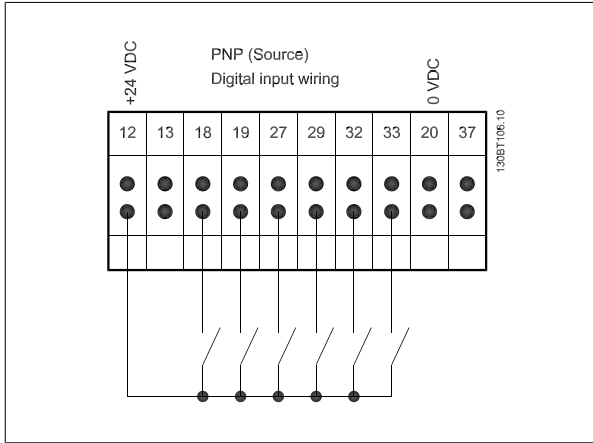 +24 VDC
PNP (Source)
Digital input wiring
0 VDC
12 13 18 19 27 29 32 33 20 37
130BT106.10